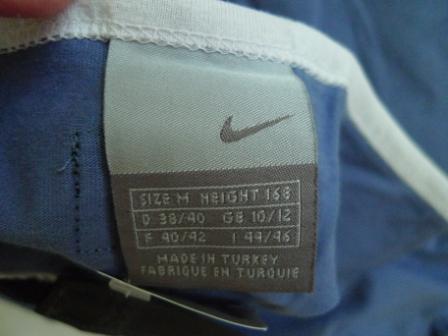 SIZE M HEIGHT 168
D 38/40 GB 10/12
F 40/42 I 44/46
MADE IN TURKEY
FABRIQUE EN TURQUIE